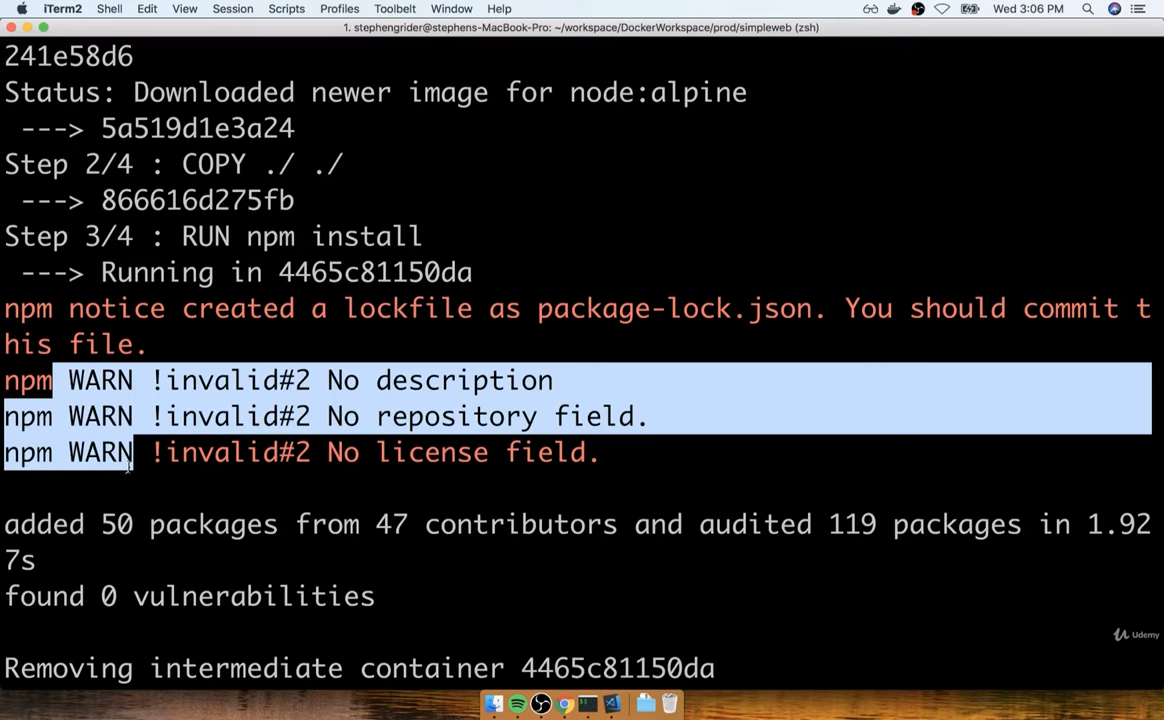 iTerm2 Shell Edit View Session Scripts Profiles Toolbelt Window Help Wed 3:06 PM
1. stephengrider@stephens-MacBook-Pro: ~/workspace/DockerWorkspace/prod/simpleweb (zsh)
241e58d6
Status: Downloaded newer image for node:alpine
---> 5a519d1e3a24
Step 2/4 : COPY ./ ./
---> 866616d275fb
Step 3/4 : RUN npm install
---> Running in 4465c81150da
npm notice created a lockfile as package-lock.json. You should commit t
his file.
npm WARN !invalid#2 No description
npm WARN !invalid#2 No repository field.
npm WARN !invalid#2 No license field.
added 50 packages from 47 contributors and audited 119 packages in 1.92
7s
found 0 vulnerabilities
Udemy
Removing intermediate container 4465c81150da